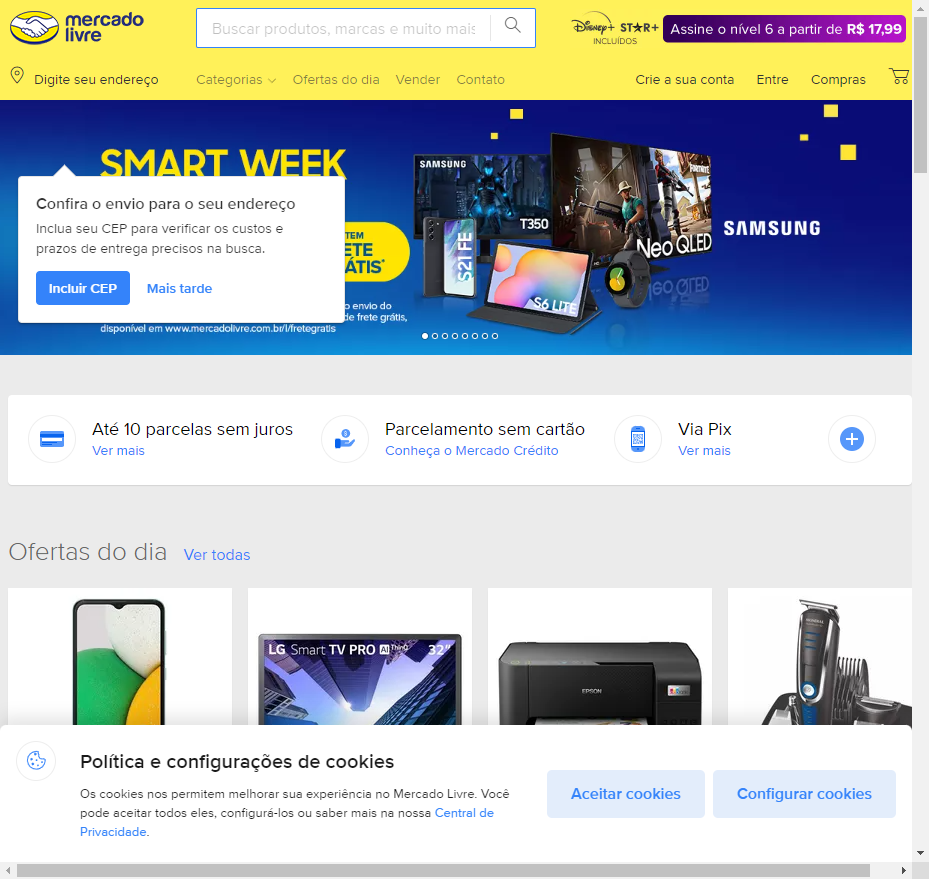 mercado
livre
Buscar produtos, marcas e muito mais
Disney+ STAR+
INCLUÍDOS
Assine o nível 6 a partir de R$ 17,99
Digite seu endereço
Categorias
Ofertas do dia
Vender
Contato
Crie a sua conta
Entre
Compras
SMART WEEK
Confira o envio para o seu endereço
Inclua seu CEP para verificar os custos e
prazos de entrega precisos na busca.
Incluir CEP
Mais tarde
TEM
ETE
ÁTIS*
o envio do
de frete grátis,
disponível em www.mercadolivre.com.br/l/fretegratis
SAMSUNG
T350
FORTNITE
Neo QLED
S21 FE
S6 LITE
SAMSUNG
Até 10 parcelas sem juros
Ver mais
Parcelamento sem cartão
Conheça o Mercado Crédito
Via Pix
Ver mais
Ofertas do dia
Ver todas
LG Smart TV PRO AI ThinQ 32"
EPSON
Política e configurações de cookies
Os cookies nos permitem melhorar sua experiência no Mercado Livre. Você
pode aceitar todos eles, configurá-los ou saber mais na nossa Central de
Privacidade.
Aceitar cookies
Configurar cookies